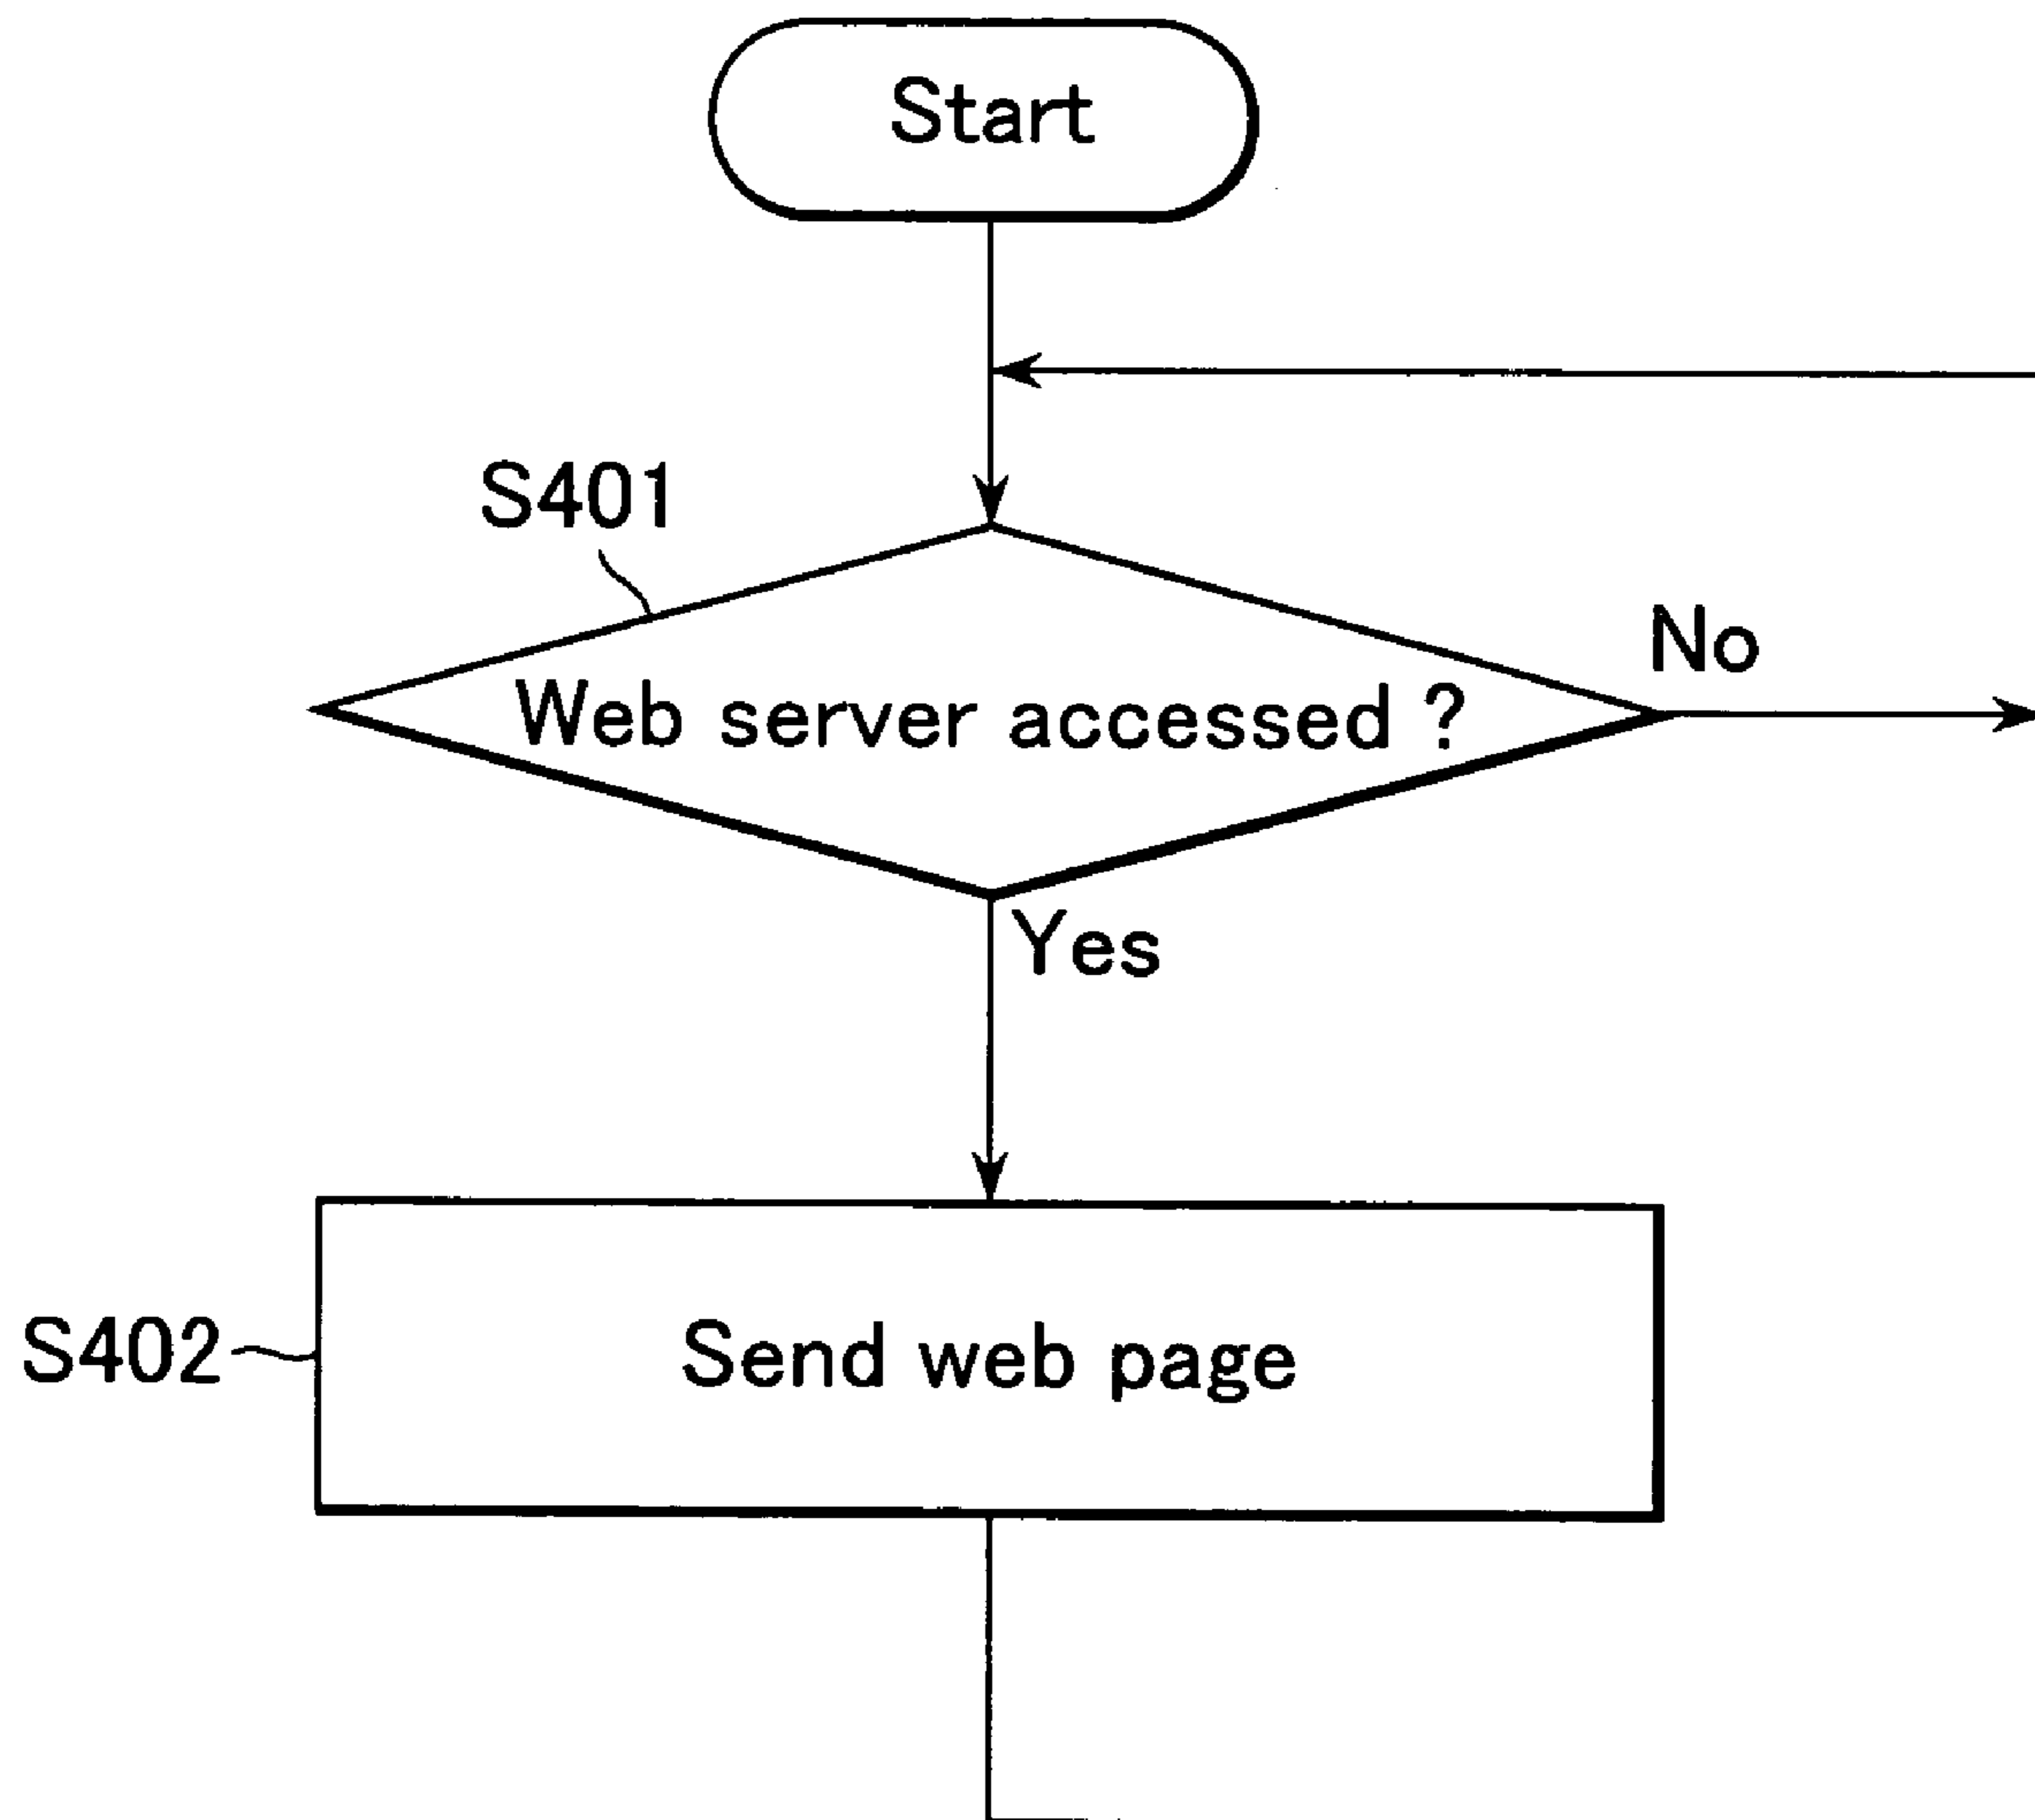 Start
S401
No
Web server accessed ?
Yes
S402
Send web page